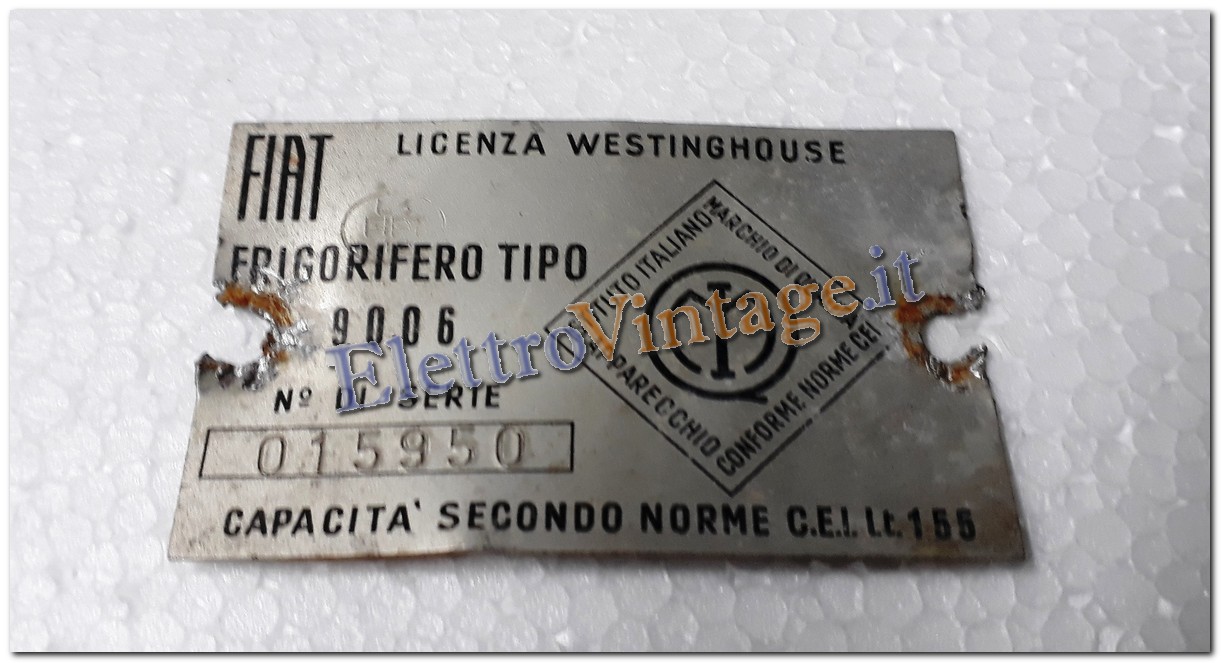 FIAT
LICENZA WESTINGHOUSE
FRIGORIFERO TIPO
9006
Nº DI SERIE
015950
ISTITUTO ITALIANO
MARCHIO DI
APPARECCHIO
CONFORME NORME CEI
CAPACITA' SECONDO NORME C.E.I. Lt. 155
ElettroVintage.it